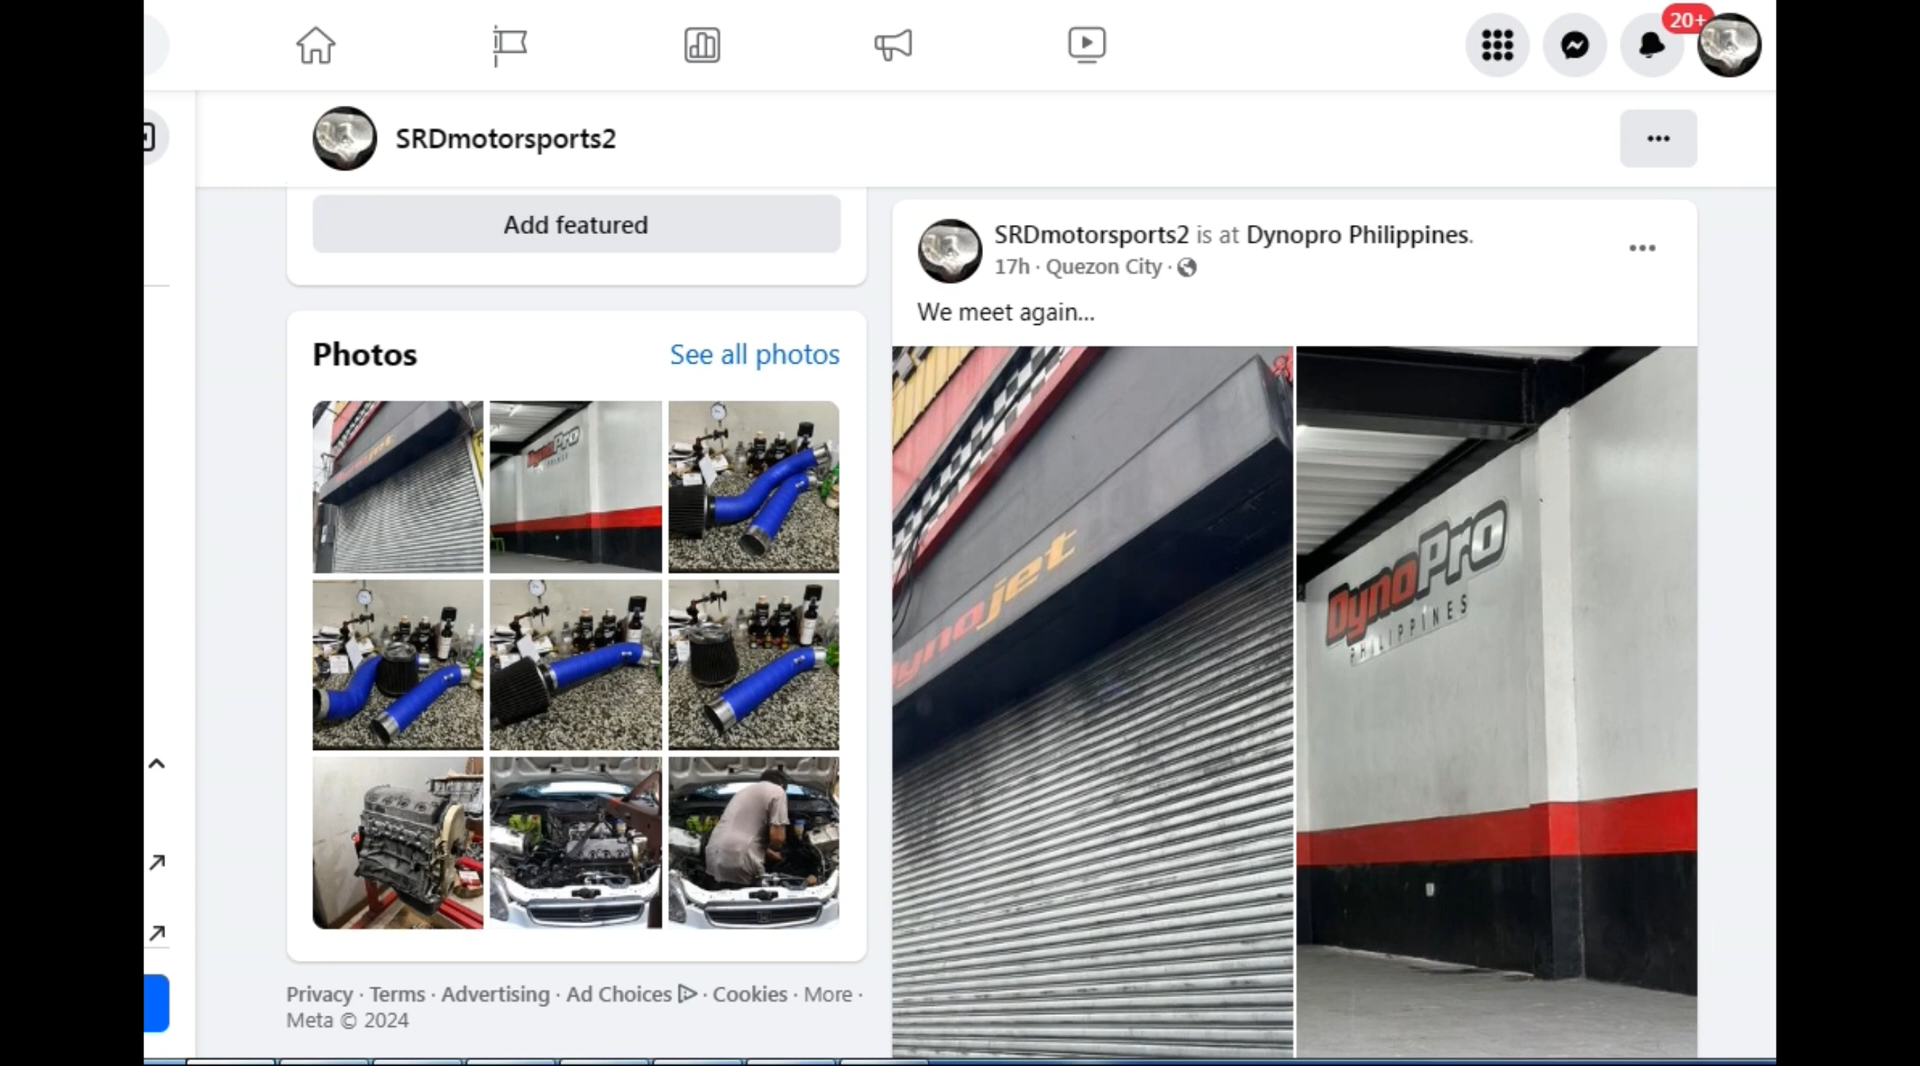 20+
SRDmotorsports2
Add featured
Photos
See all photos
Privacy · Terms · Advertising · Ad Choices · Cookies · More ·
Meta © 2024
SRDmotorsports2 is at Dynopro Philippines.
17h · Quezon City ·
We meet again...
ynojet
DynoPro
PHILIPPINES